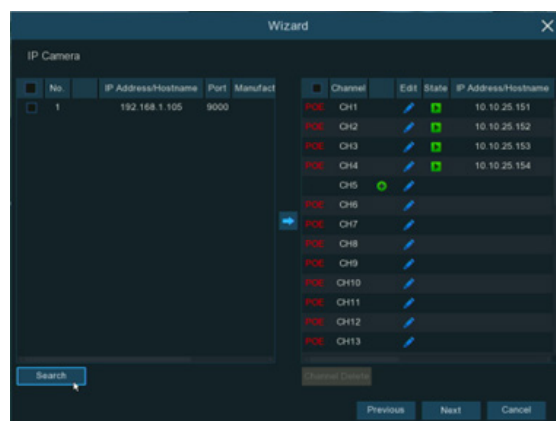 Wizard
IP Camera
No. IP Address/Hostname Port Manufact
1 192.168.1.105 9000
Channel Edit State IP Address/Hostname
POE CH1 10.10.25.151
POE CH2 10.10.25.152
POE CH3 10.10.25.153
POE CH4 10.10.25.154
CH5
POE CH6
POE CH7
POE CH8
POE CH9
POE CH10
POE CH11
POE CH12
POE CH13
Search Channel Delete
Previous Next Cancel